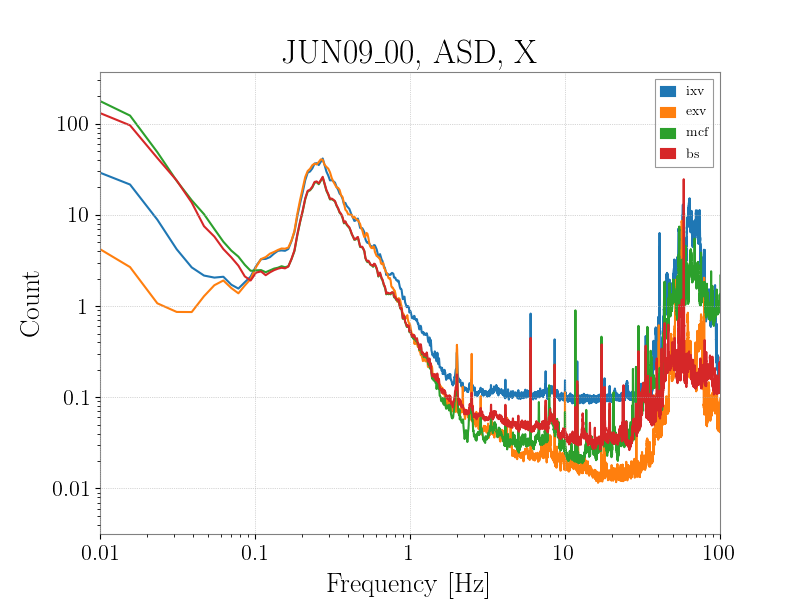 JUN09_00, ASD, X
ixv
exv
mcf
bs
100
10
1
0.1
0.01
Count
0.01
0.1
1
10
100
Frequency [Hz]